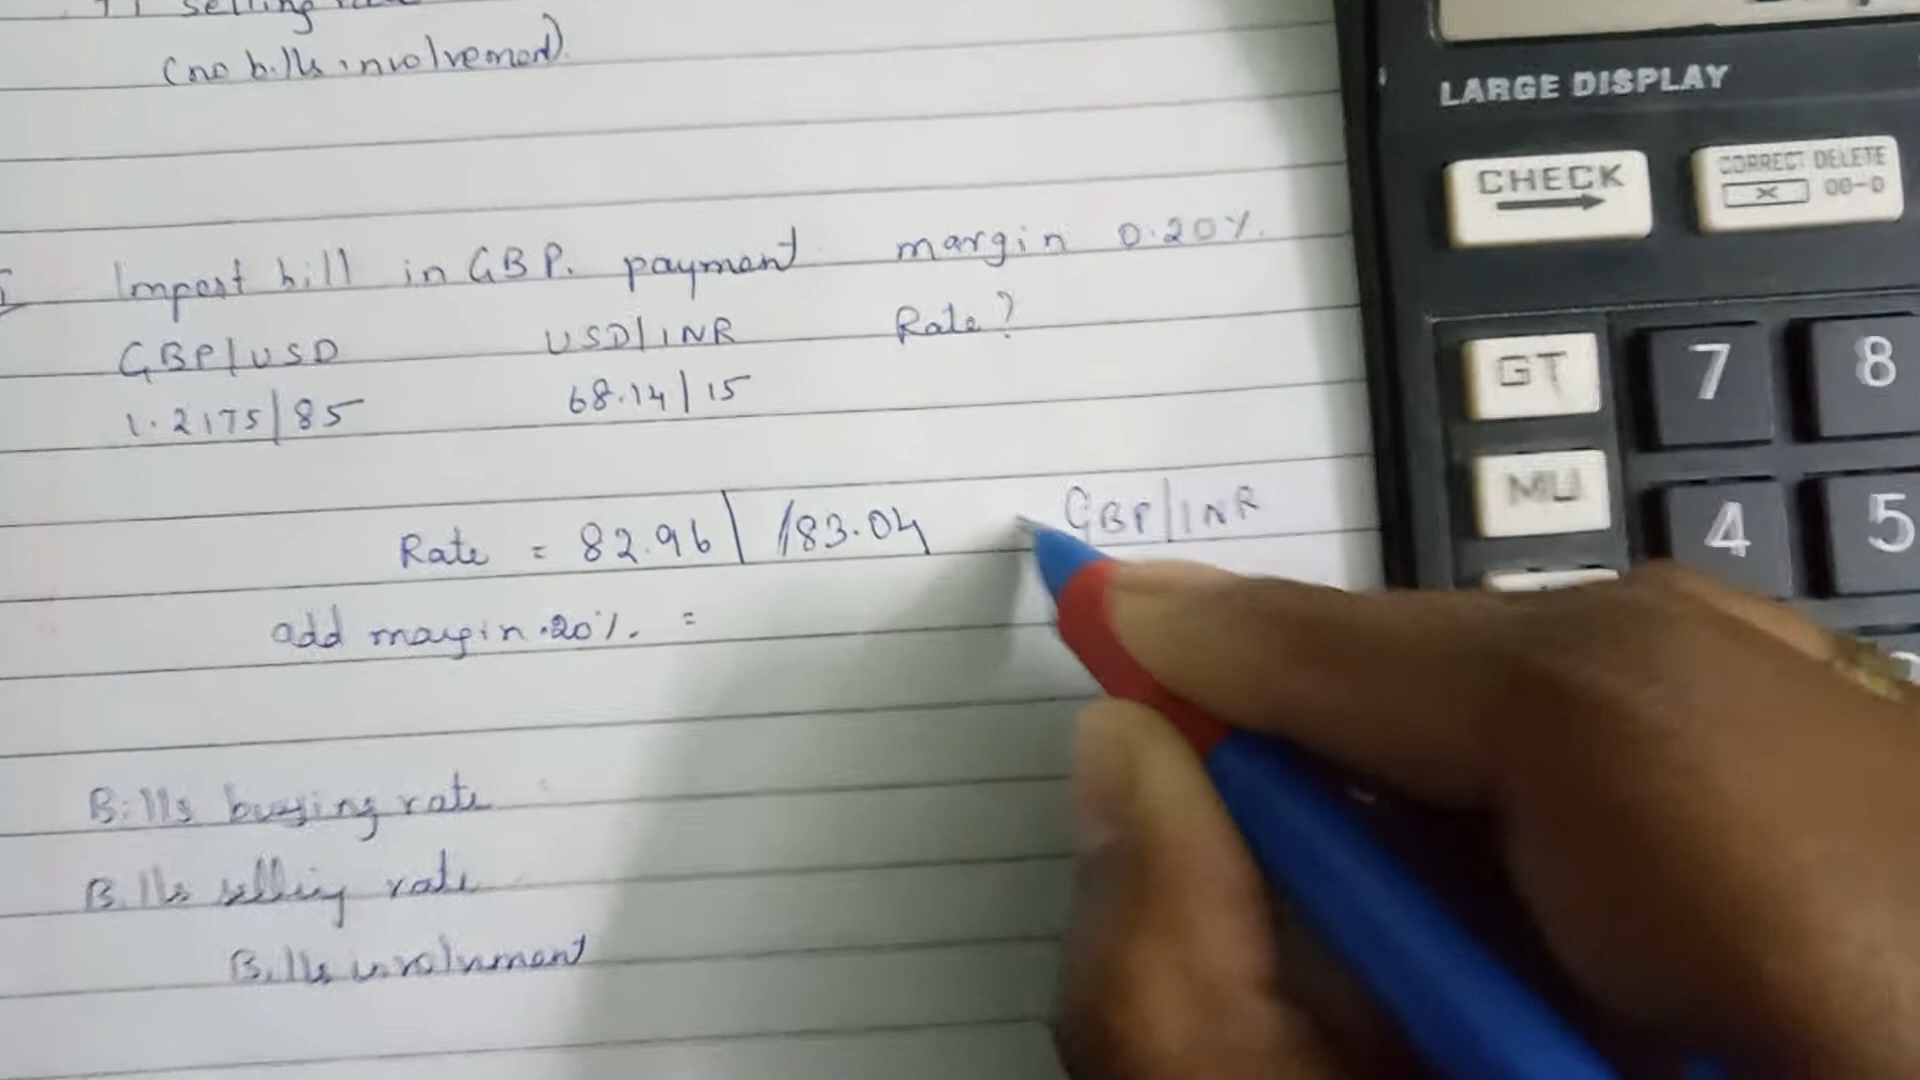 selling
(no bills involvement)
Import bill in GBP. payment margin 0.20%.
GBP/USD USD/INR Rate?
1.2175/85 68.14/15
Rate = 82.96 / 83.04 GBP/INR
add margin .20%. =
Bills buying rate
Bills selling rate
Bills involvment
LARGE DISPLAY
CHECK
CORRECT DELETE
00-0
GT 7 8
MU 4 5